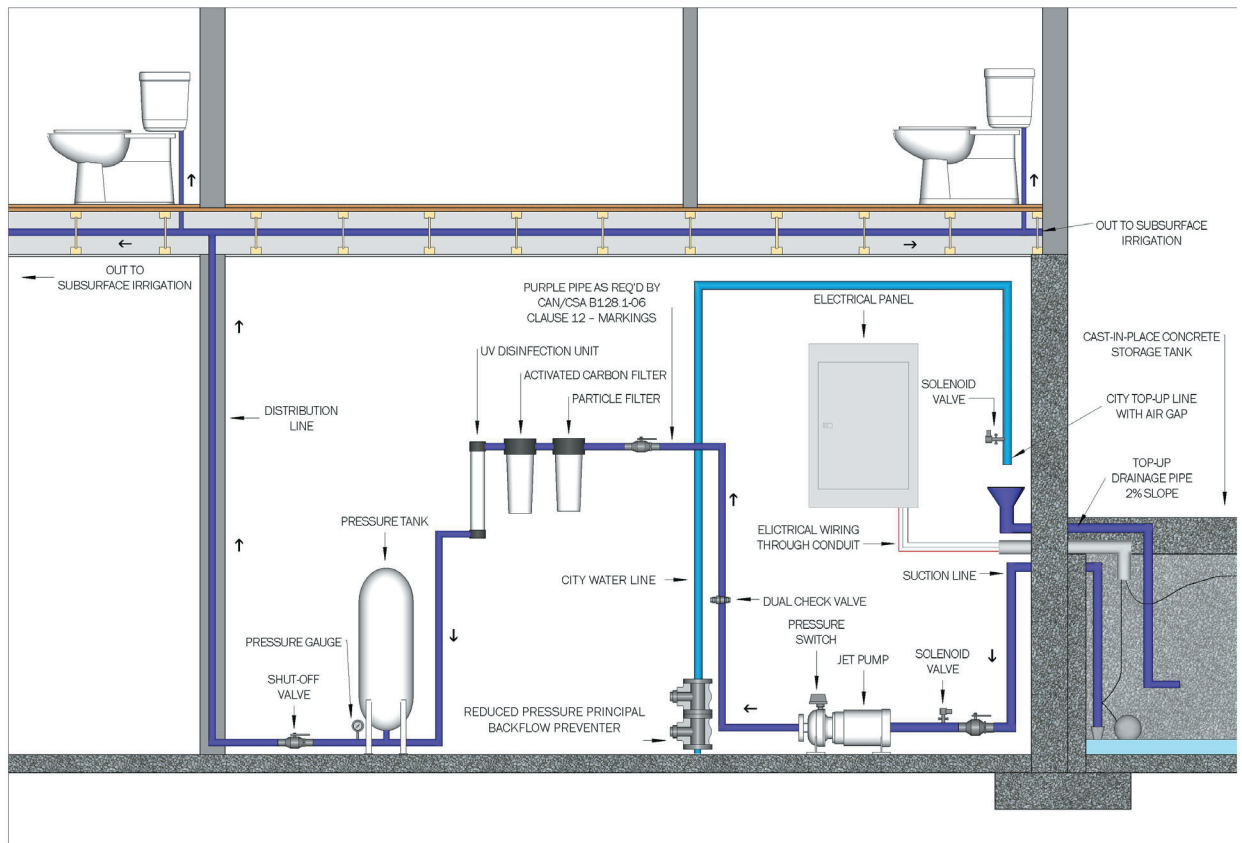 OUT TO SUBSURFACE
IRRIGATION
OUT TO
SUBSURFACE IRRIGATION
PURPLE PIPE AS REQ'D BY
CAN/CSA B128.1-06
CLAUSE 12 – MARKINGS
ELECTRICAL PANEL
CAST-IN-PLACE CONCRETE
STORAGE TANK
UV DISINFECTION UNIT
ACTIVATED CARBON FILTER
PARTICLE FILTER
SOLENOID
VALVE
CITY TOP-UP LINE
WITH AIR GAP
DISTRIBUTION
LINE
TOP-UP
DRAINAGE PIPE
2% SLOPE
PRESSURE TANK
ELICTRICAL WIRING
THROUGH CONDUIT
CITY WATER LINE
SUCTION LINE
DUAL CHECK VALVE
PRESSURE
SWITCH
PRESSURE GAUGE
JET PUMP
SOLENOID
VALVE
SHUT-OFF
VALVE
REDUCED PRESSURE PRINCIPAL
BACKFLOW PREVENTER